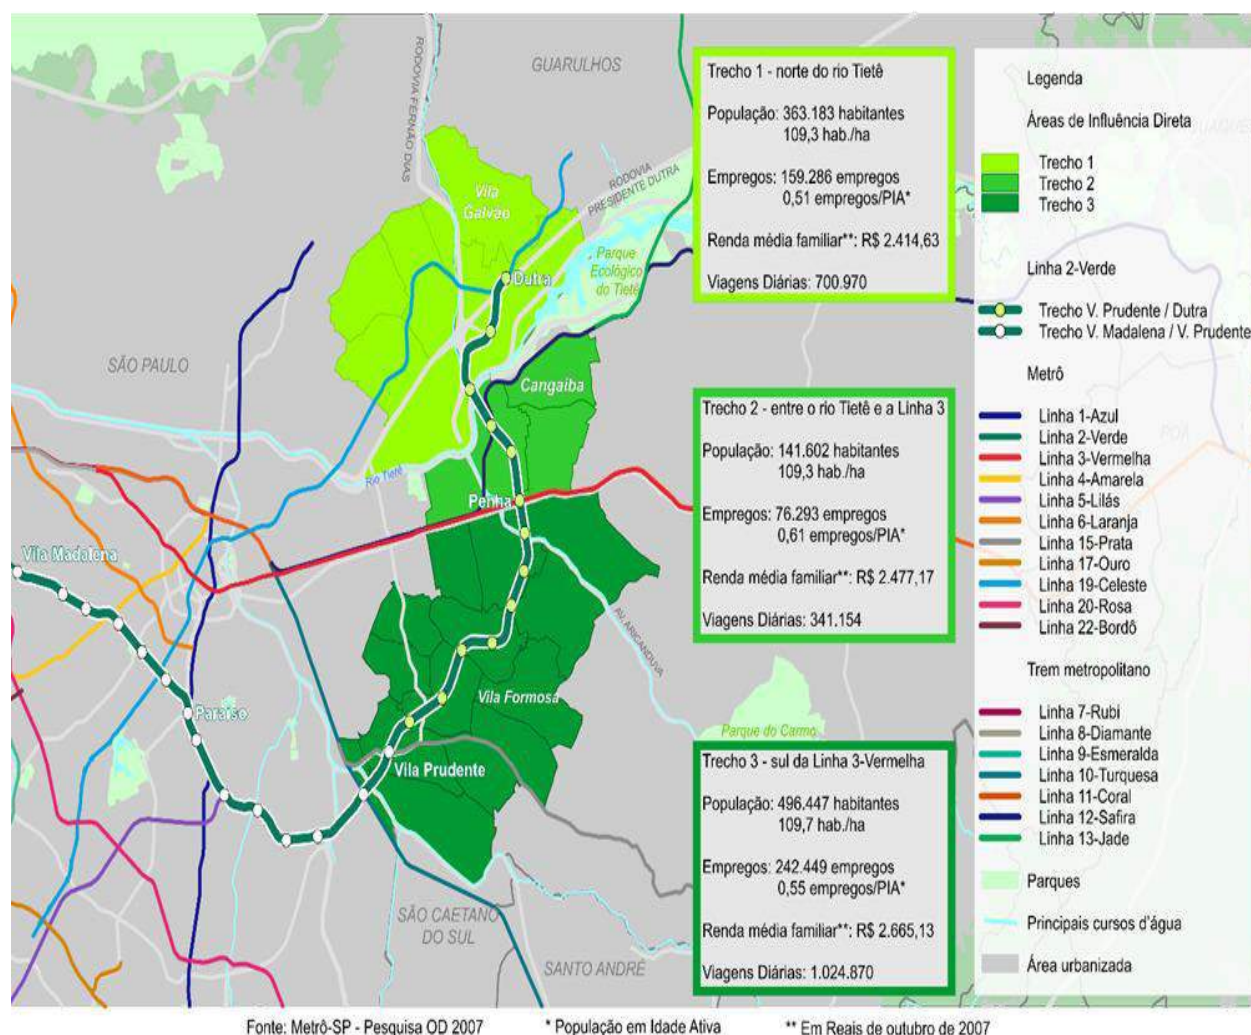 GUARULHOS
RODOVIA FERNÃO DIAS
RODOVIA
PRESIDENTE DUTRA
Vila
Galvão
Dutra
Parque
Ecológico
do Tietê
SÃO PAULO
Cangaíba
Rio Tietê
Penha
Vila Madalena
AV. ARICANDUVA
Vila Formosa
Paraíso
Vila Prudente
Parque do Carmo
SÃO CAETANO
DO SUL
SANTO ANDRÉ
POÁ
Trecho 1 - norte do rio Tietê
População: 363.183 habitantes
109,3 hab./ha
Empregos: 159.286 empregos
0,51 empregos/PIA*
Renda média familiar**: R$ 2.414,63
Viagens Diárias: 700.970
Trecho 2 - entre o rio Tietê e a Linha 3
População: 141.602 habitantes
109,3 hab./ha
Empregos: 76.293 empregos
0,61 empregos/PIA*
Renda média familiar**: R$ 2.477,17
Viagens Diárias: 341.154
Trecho 3 - sul da Linha 3-Vermelha
População: 496.447 habitantes
109,7 hab./ha
Empregos: 242.449 empregos
0,55 empregos/PIA*
Renda média familiar**: R$ 2.665,13
Viagens Diárias: 1.024.870
Legenda
Áreas de Influência Direta
Trecho 1
Trecho 2
Trecho 3
Linha 2-Verde
Trecho V. Prudente / Dutra
Trecho V. Madalena / V. Prudente
Metrô
Linha 1-Azul
Linha 2-Verde
Linha 3-Vermelha
Linha 4-Amarela
Linha 5-Lilás
Linha 6-Laranja
Linha 15-Prata
Linha 17-Ouro
Linha 19-Celeste
Linha 20-Rosa
Linha 22-Bordô
Trem metropolitano
Linha 7-Rubi
Linha 8-Diamante
Linha 9-Esmeralda
Linha 10-Turquesa
Linha 11-Coral
Linha 12-Safira
Linha 13-Jade
Parques
Principais cursos d'água
Área urbanizada
Fonte: Metrô-SP - Pesquisa OD 2007 * População em Idade Ativa ** Em Reais de outubro de 2007